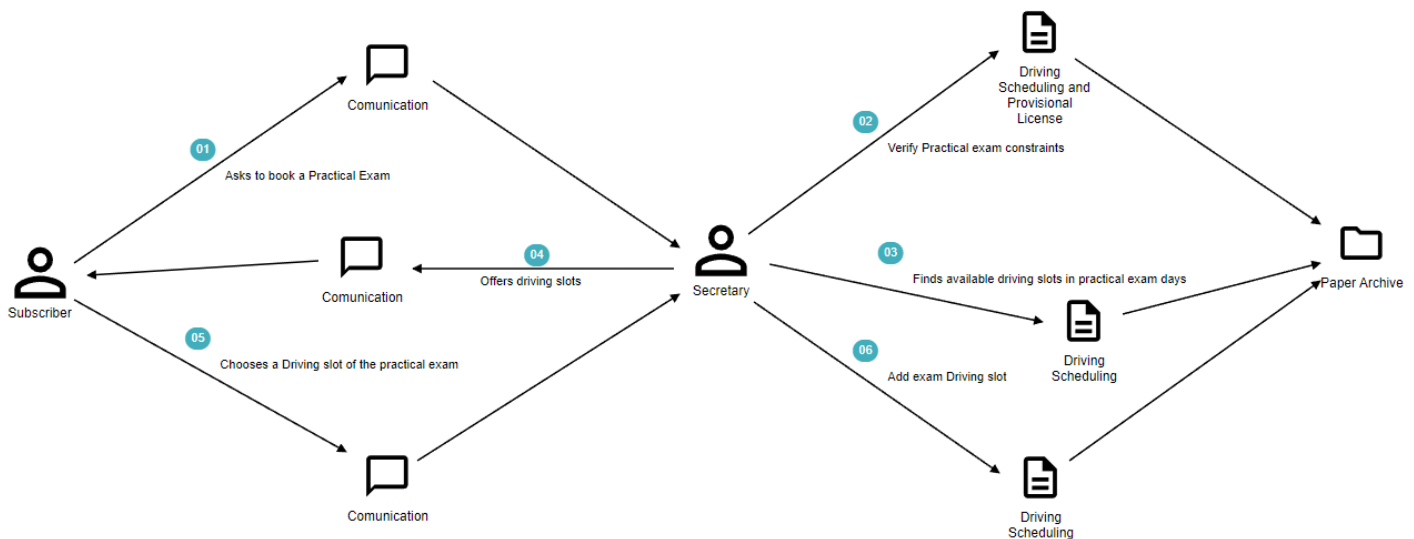 Driving
Scheduling and
Provisional
License
Comunication
02
Verify Practical exam constraints
01
Asks to book a Practical Exam
04
03
Offers driving slots
Finds available driving slots in practical exam days
Comunication
Secretary
Paper Archive
Subscriber
05
Chooses a Driving slot of the practical exam
06
Add exam Driving slot
Driving
Scheduling
Comunication
Driving
Scheduling